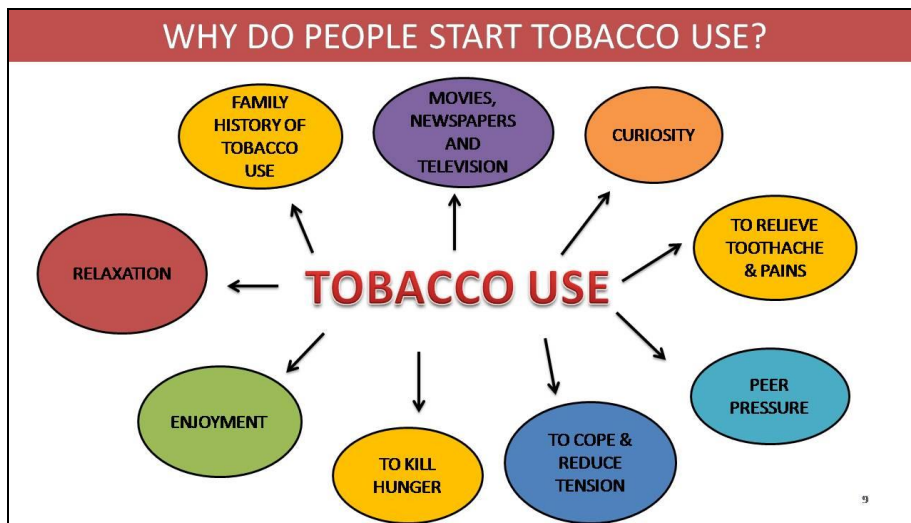 WHY DO PEOPLE START TOBACCO USE?
FAMILY
HISTORY OF
TOBACCO
USE
MOVIES,
NEWSPAPERS
AND
TELEVISION
CURIOSITY
TO RELIEVE
TOOTHACHE
& PAINS
RELAXATION
TOBACCO USE
PEER
PRESSURE
ENJOYMENT
TO KILL
HUNGER
TO COPE &
REDUCE
TENSION